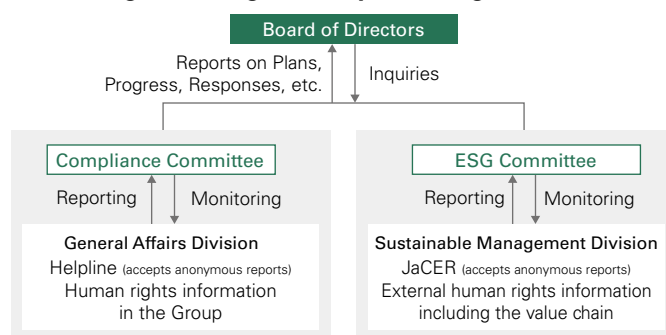 Board of Directors
Reports on Plans,
Progress, Responses, etc.
Inquiries
Compliance Committee
Reporting
Monitoring
General Affairs Division
Helpline (accepts anonymous reports)
Human rights information
in the Group
ESG Committee
Reporting
Monitoring
Sustainable Management Division
JaCER (accepts anonymous reports)
External human rights information
including the value chain